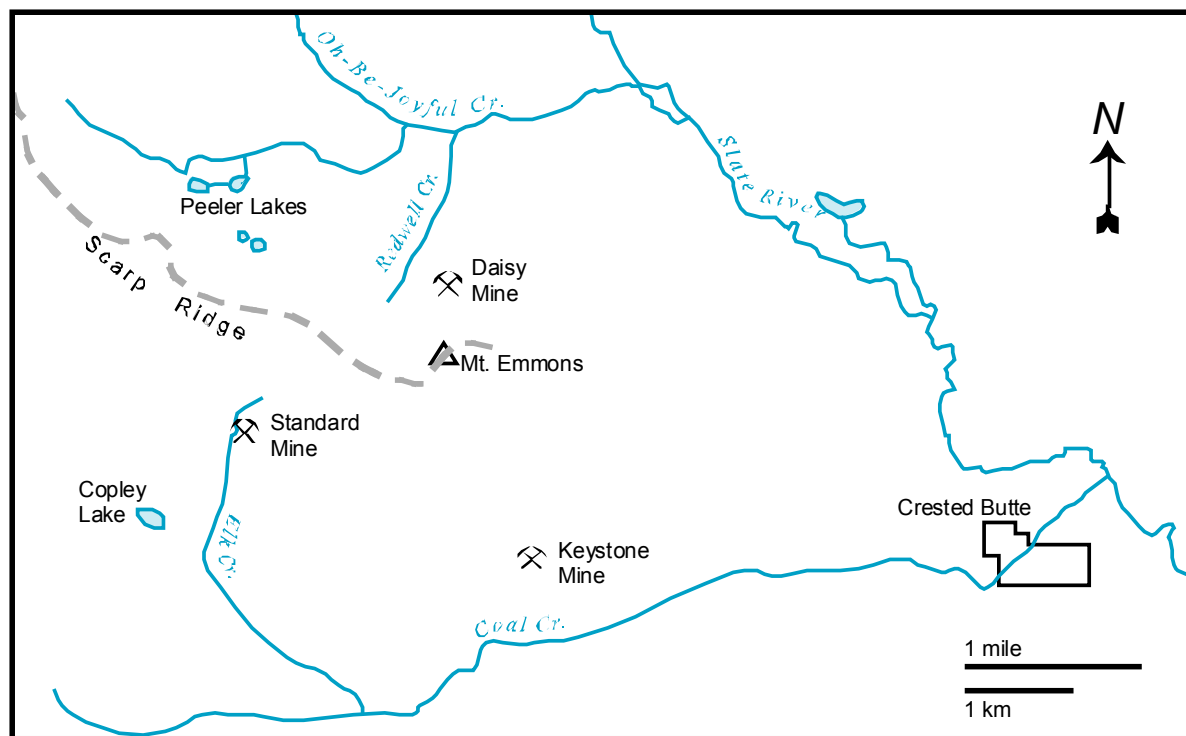 Oh-Be-Joyful Cr.
N
Slate River
Redwell Cr.
Peeler Lakes
Scarp Ridge
Daisy
Mine
Mt. Emmons
Standard
Mine
Copley
Lake
Elk Cr.
Crested Butte
Keystone
Mine
Coal Cr.
1 mile
1 km